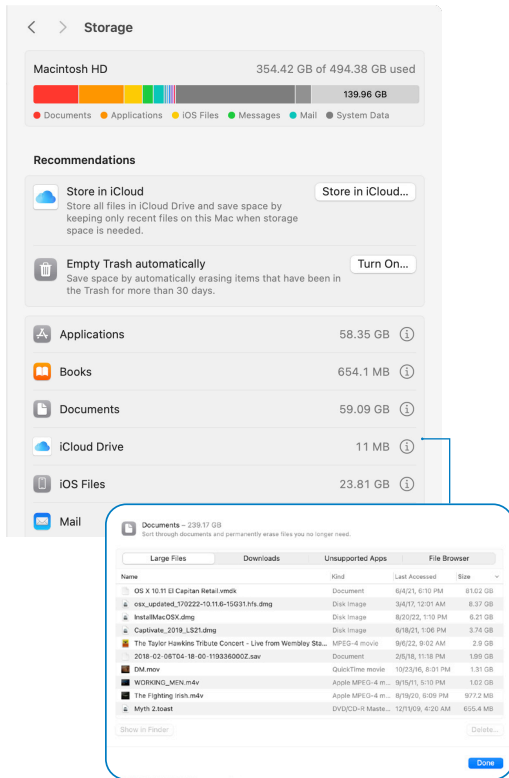 Storage
Macintosh HD 354.42 GB of 494.38 GB used
139.96 GB
Documents Applications iOS Files Messages Mail System Data
Recommendations
Store in iCloud Store in iCloud...
Store all files in iCloud Drive and save space by
keeping only recent files on this Mac when storage
space is needed.
Empty Trash automatically Turn On...
Save space by automatically erasing items that have been in
the Trash for more than 30 days.
Applications 58.35 GB
Books 654.1 MB
Documents 59.09 GB
iCloud Drive 11 MB
iOS Files 23.81 GB
Mail
Documents – 239.17 GB
Sort through documents and permanently erase files you no longer need.
Large Files Downloads Unsupported Apps File Browser
Name Kind Last Accessed Size
OS X 10.11 El Capitan Retail.vmdk Document 6/4/21, 6:10 PM 81.02 GB
osx_updated_170222-10.11.6-15G31.hfs.dmg Disk Image 3/4/17, 12:01 AM 8.37 GB
InstallMacOSX.dmg Disk Image 8/20/22, 1:10 PM 6.21 GB
Captivate_2019_LS21.dmg Disk Image 6/18/21, 1:06 PM 3.74 GB
The Taylor Hawkins Tribute Concert - Live from Wembley Sta... MPEG-4 movie 9/6/22, 9:02 AM 2.9 GB
2018-02-06T04-18-00-119336000Z.sav Document 2/5/18, 11:18 PM 1.99 GB
DM.mov QuickTime movie 10/23/16, 8:01 PM 1.31 GB
WORKING_MEN.m4v Apple MPEG-4 m... 9/15/11, 5:10 PM 1.02 GB
The Fighting Irish.m4v Apple MPEG-4 m... 8/19/20, 6:09 PM 977.2 MB
Myth 2.toast DVD/CD-R Maste... 12/11/09, 4:20 AM 655.4 MB
Show in Finder Delete...
Done